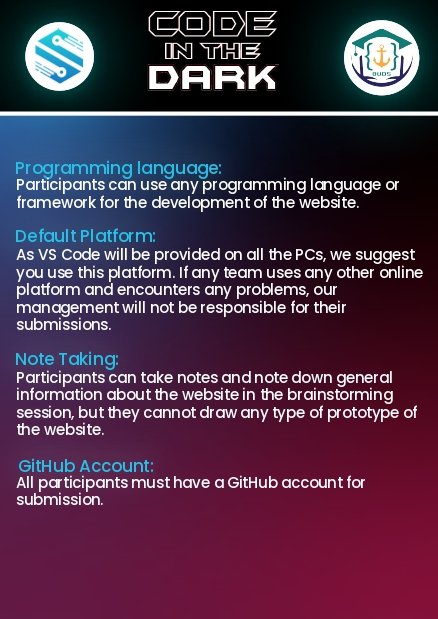 CODE
IN THE
DARK
BUDS
Programming language:
Participants can use any programming language or
framework for the development of the website.
Default Platform:
As VS Code will be provided on all the PCs, we suggest
you use this platform. If any team uses any other online
platform and encounters any problems, our
management will not be responsible for their
submissions.
Note Taking:
Participants can take notes and note down general
information about the website in the brainstorming
session, but they cannot draw any type of prototype of
the website.
GitHub Account:
All participants must have a GitHub account for
submission.